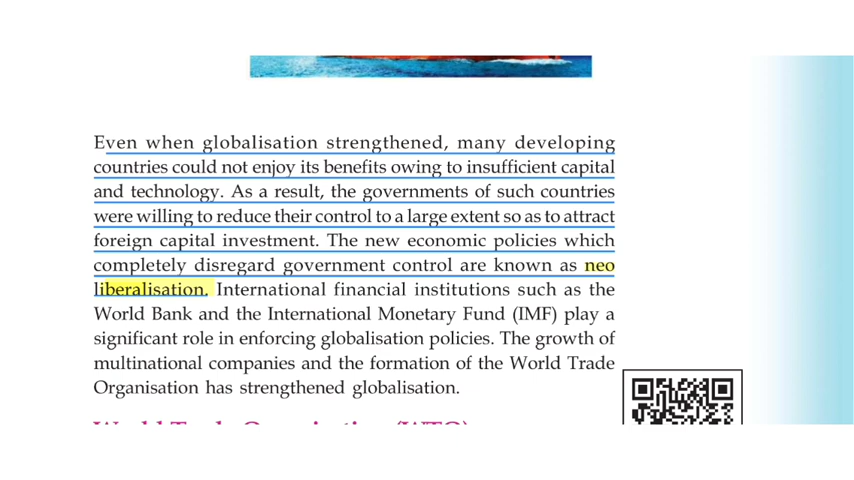 Even when globalisation strengthened, many developing
countries could not enjoy its benefits owing to insufficient capital
and technology. As a result, the governments of such countries
were willing to reduce their control to a large extent so as to attract
foreign capital investment. The new economic policies which
completely disregard government control are known as neo
liberalisation. International financial institutions such as the
World Bank and the International Monetary Fund (IMF) play a
significant role in enforcing globalisation policies. The growth of
multinational companies and the formation of the World Trade
Organisation has strengthened globalisation.